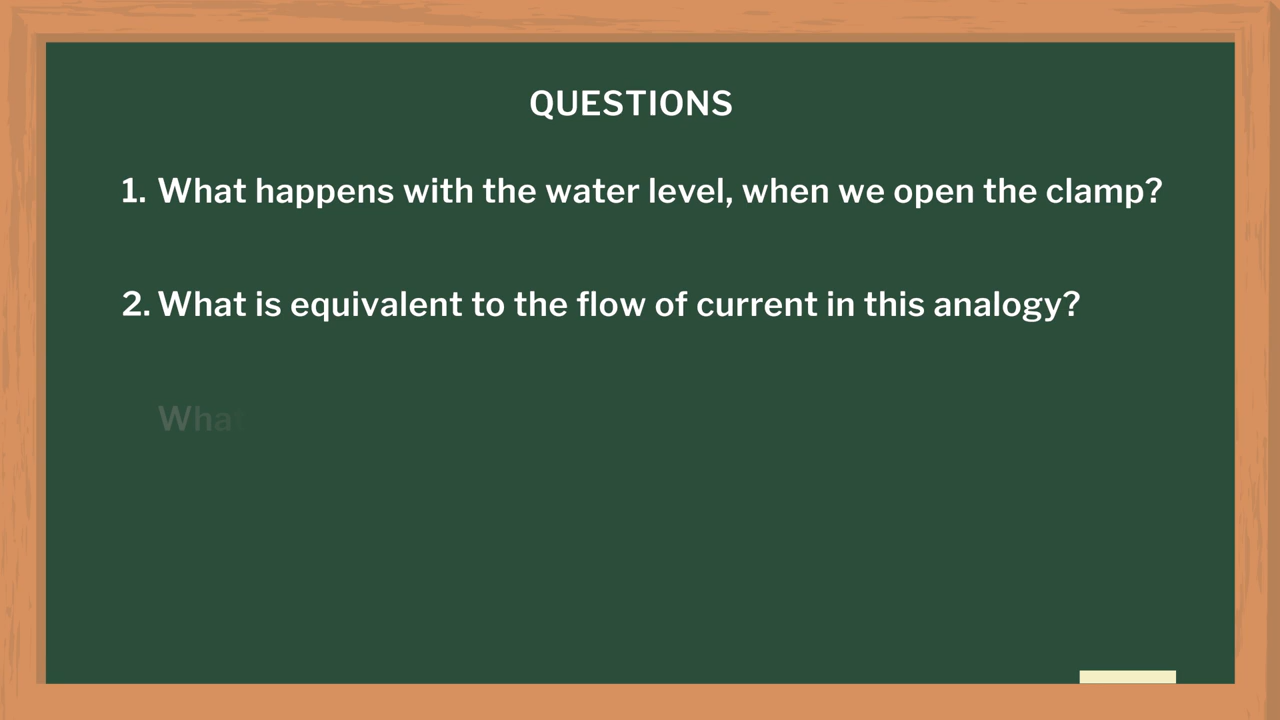 QUESTIONS
1. What happens with the water level, when we open the clamp?
2. What is equivalent to the flow of current in this analogy?
What